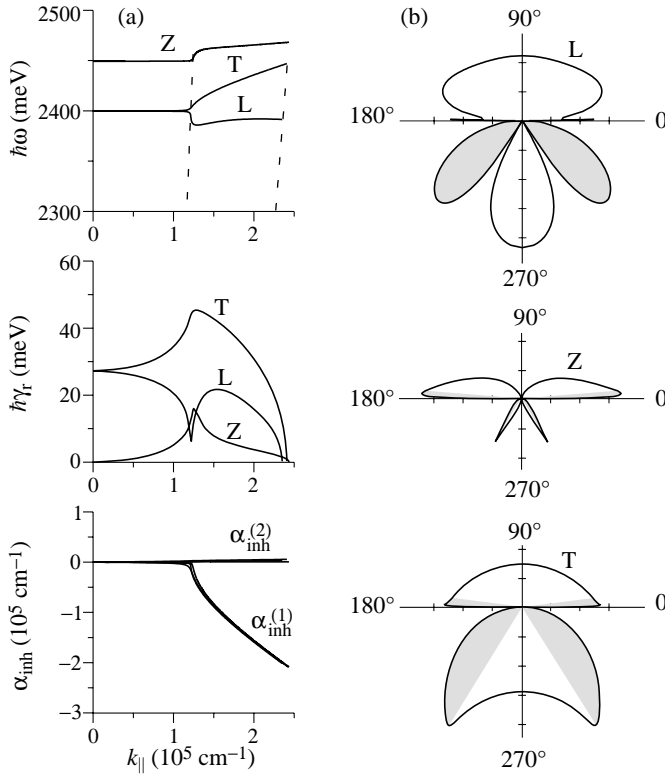 (a)
2500
2400
2300
ħω (meV)
Z
T
L
0
1
2
60
40
20
0
ħγr (meV)
T
L
Z
0
1
2
1
0
-1
-2
-3
αinh (10⁵ cm⁻¹)
αinh(2)
αinh(1)
0
1
2
k|| (10⁵ cm⁻¹)
(b)
90°
L
180°
0
270°
90°
Z
180°
0
270°
90°
T
180°
0
270°